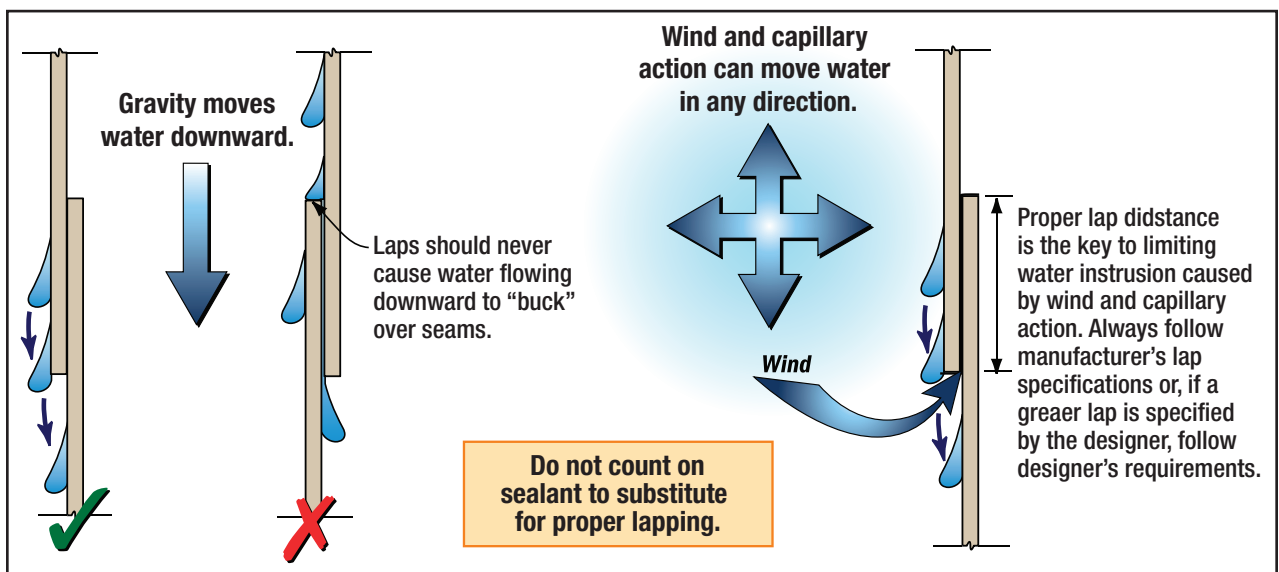 Gravity moves
water downward.
Laps should never
cause water flowing
downward to “buck”
over seams.
Wind and capillary
action can move water
in any direction.
Wind
Do not count on
sealant to substitute
for proper lapping.
Proper lap didstance
is the key to limiting
water instrusion caused
by wind and capillary
action. Always follow
manufacturer’s lap
specifications or, if a
greaer lap is specified
by the designer, follow
designer’s requirements.